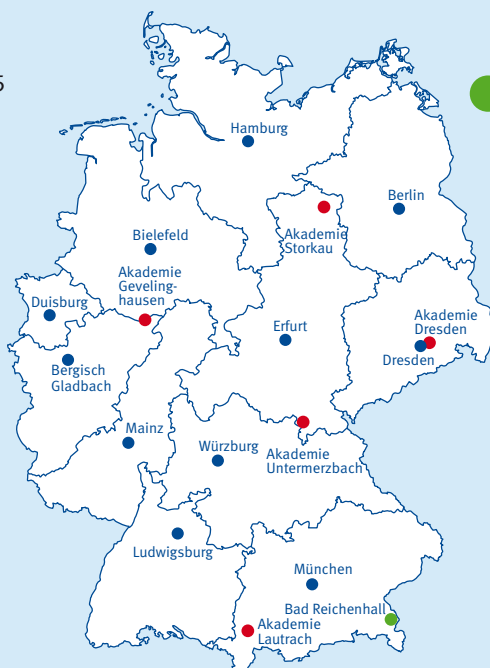 5
Hamburg
Berlin
Akademie
Storkau
Bielefeld
Akademie
Geveling-
hausen
Duisburg
Akademie
Dresden
Erfurt
Dresden
Bergisch
Gladbach
Mainz
Würzburg
Akademie
Untermerzbach
Ludwigsburg
München
Bad Reichenhall
Akademie
Lautrach